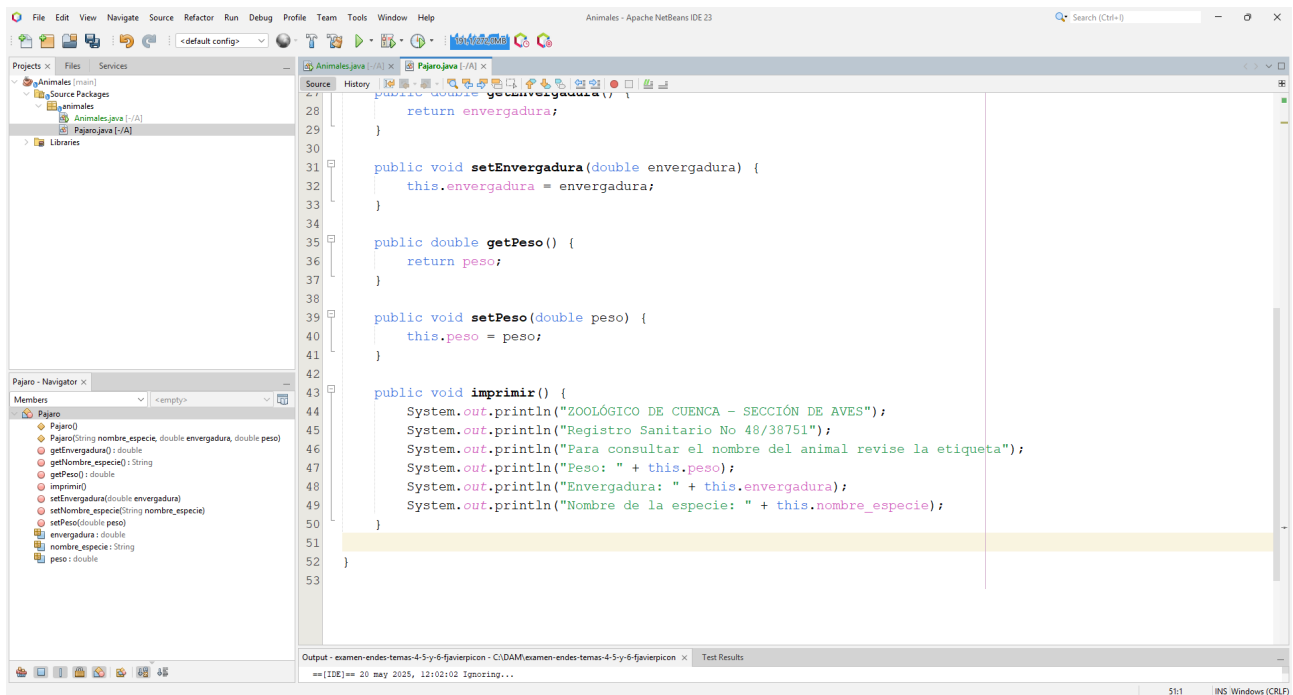 File Edit View Navigate Source Refactor Run Debug Profile Team Tools Window Help
Animales - Apache NetBeans IDE 23
Search (Ctrl+I)
<default config>
Projects Files Services
Animales [main]
Source Packages
animales
Animales.java [-/A]
Pajaro.java [-/A]
Libraries
Animales.java [-/A] Pajaro.java [-/A]
Source History
27 public double getEnvergadura() {
28 return envergadura;
29 }
30
31 public void setEnvergadura(double envergadura) {
32 this.envergadura = envergadura;
33 }
34
35 public double getPeso() {
36 return peso;
37 }
38
39 public void setPeso(double peso) {
40 this.peso = peso;
41 }
42
43 public void imprimir() {
44 System.out.println("ZOOLÓGICO DE CUENCA – SECCIÓN DE AVES");
45 System.out.println("Registro Sanitario No 48/38751");
46 System.out.println("Para consultar el nombre del animal revise la etiqueta");
47 System.out.println("Peso: " + this.peso);
48 System.out.println("Envergadura: " + this.envergadura);
49 System.out.println("Nombre de la especie: " + this.nombre_especie);
50 }
51
52 }
53
Pajaro - Navigator
Members <empty>
Pajaro
Pajaro()
Pajaro(String nombre_especie, double envergadura, double peso)
getEnvergadura() : double
getNombre_especie() : String
getPeso() : double
imprimir()
setEnvergadura(double envergadura)
setNombre_especie(String nombre_especie)
setPeso(double peso)
envergadura : double
nombre_especie : String
peso : double
Output - examen-endes-temas-4-5-y-6-fjavierpicon - C:\DAM\examen-endes-temas-4-5-y-6-fjavierpicon Test Results
==[IDE]== 20 may 2025, 12:02:02 Ignoring...
51:1 INS Windows (CRLF)